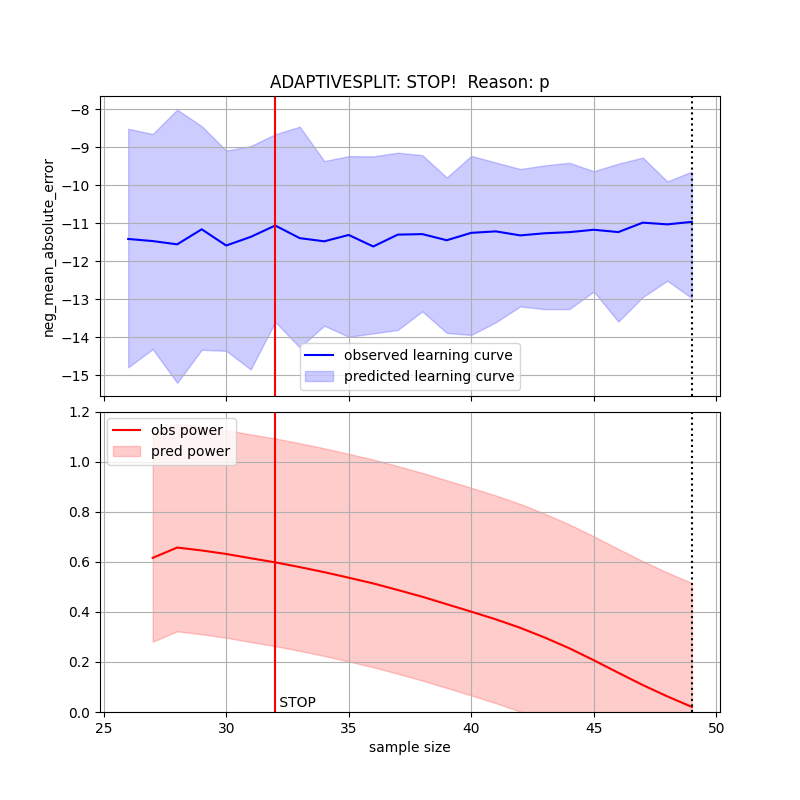 ADAPTIVESPLIT: STOP!  Reason: p
neg_mean_absolute_error
−8
−9
−10
−11
−12
−13
−14
−15
observed learning curve
predicted learning curve
1.2
1.0
0.8
0.6
0.4
0.2
0.0
obs power
pred power
STOP
25
30
35
40
45
50
sample size